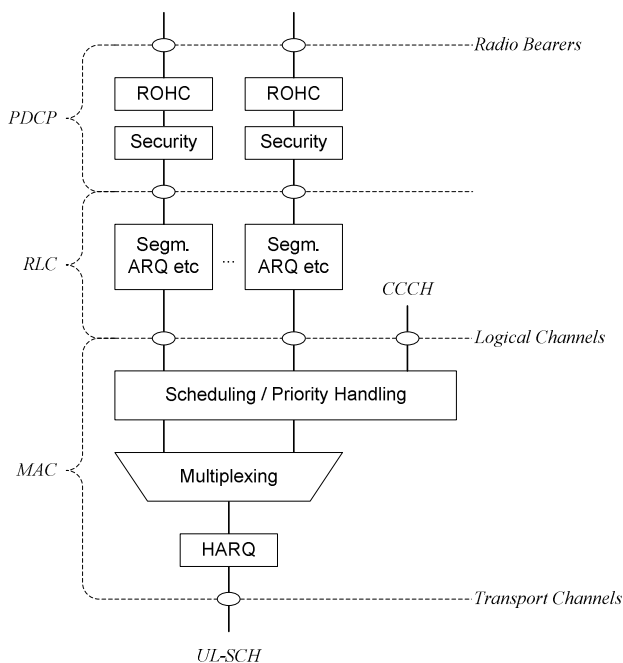 Radio Bearers
ROHC
ROHC
PDCP
Security
Security
Segm.
ARQ etc
...
Segm.
ARQ etc
RLC
CCCH
Logical Channels
Scheduling / Priority Handling
MAC
Multiplexing
HARQ
Transport Channels
UL-SCH